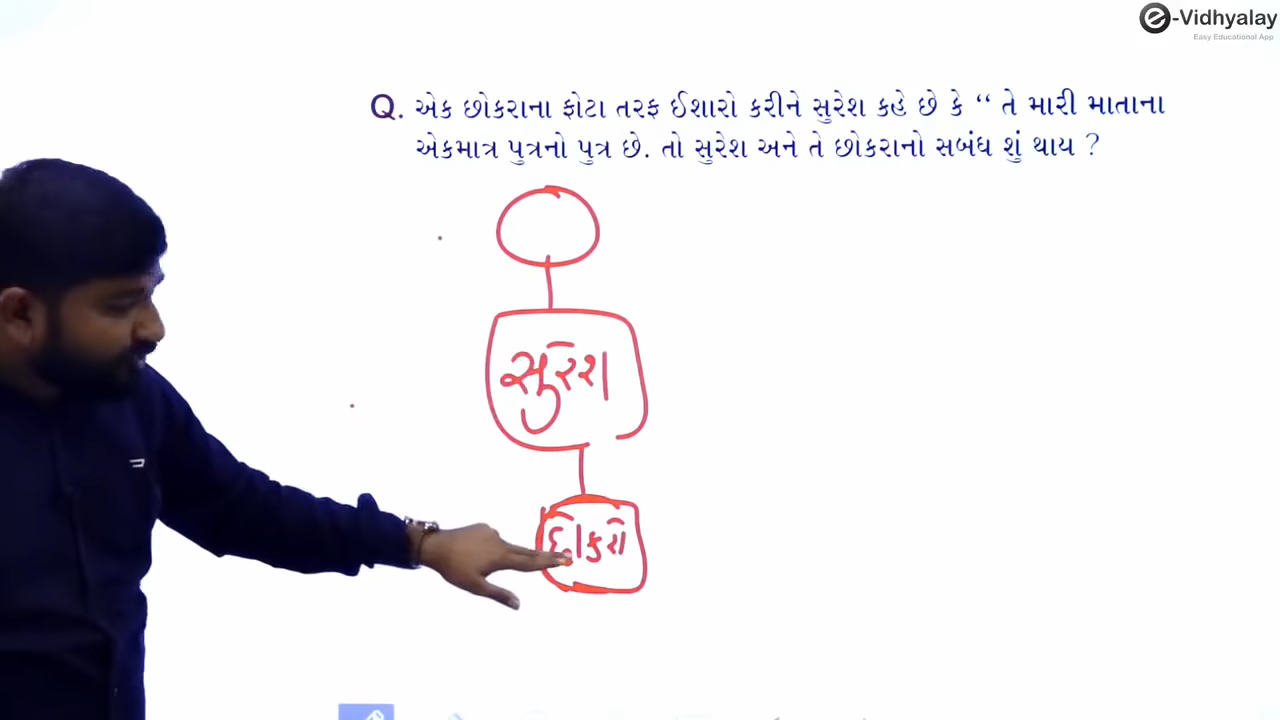 e-Vidhyalay
Easy Educational App
Q. એક છોકરાના ફોટા તરફ ઈશારો કરીને સુરેશ કહે છે કે “ તે મારી માતાના
એકમાત્ર પુત્રનો પુત્ર છે. તો સુરેશ અને તે છોકરાનો સબંધ શું થાય ?
સુરેશ
છોકરો